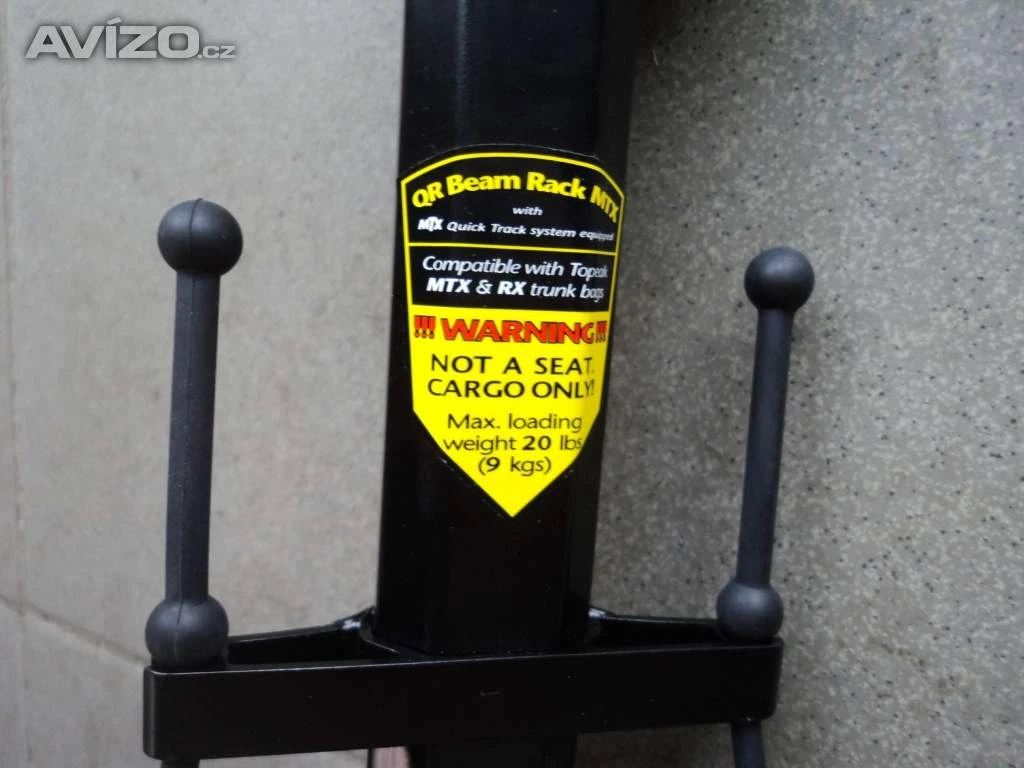 AVÍZO.cz
QR Beam Rack MTX
with
MTX Quick Track system equipped
Compatible with Topeak
MTX & RX trunk bags
!!! WARNING !!!
NOT A SEAT.
CARGO ONLY!
Max. loading
weight 20 lbs
(9 kgs)